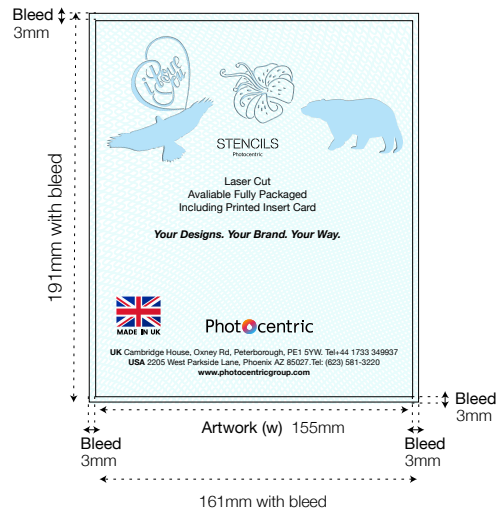 Bleed
3mm
191mm with bleed
I Love
STENCILS
Photocentric
Laser Cut
Avaliable Fully Packaged
Including Printed Insert Card
Your Designs. Your Brand. Your Way.
MADE IN UK
Photocentric
UK Cambridge House, Oxney Rd, Peterborough, PE1 5YW. Tel+44 1733 349937
USA 2205 West Parkside Lane, Phoenix AZ 85027.Tel: (623) 581-3220
www.photocentricgroup.com
Bleed
3mm
Artwork (w) 155mm
Bleed
3mm
Bleed
3mm
161mm with bleed